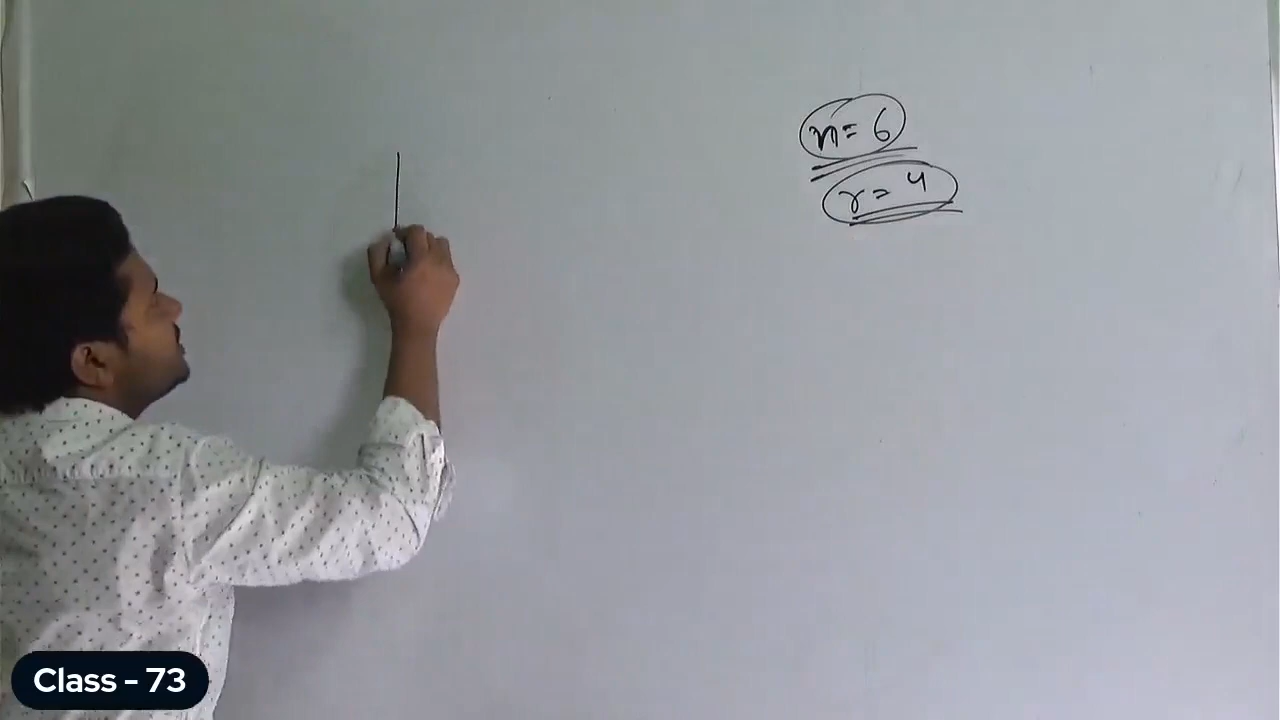 n = 6
r = 4
Class - 73